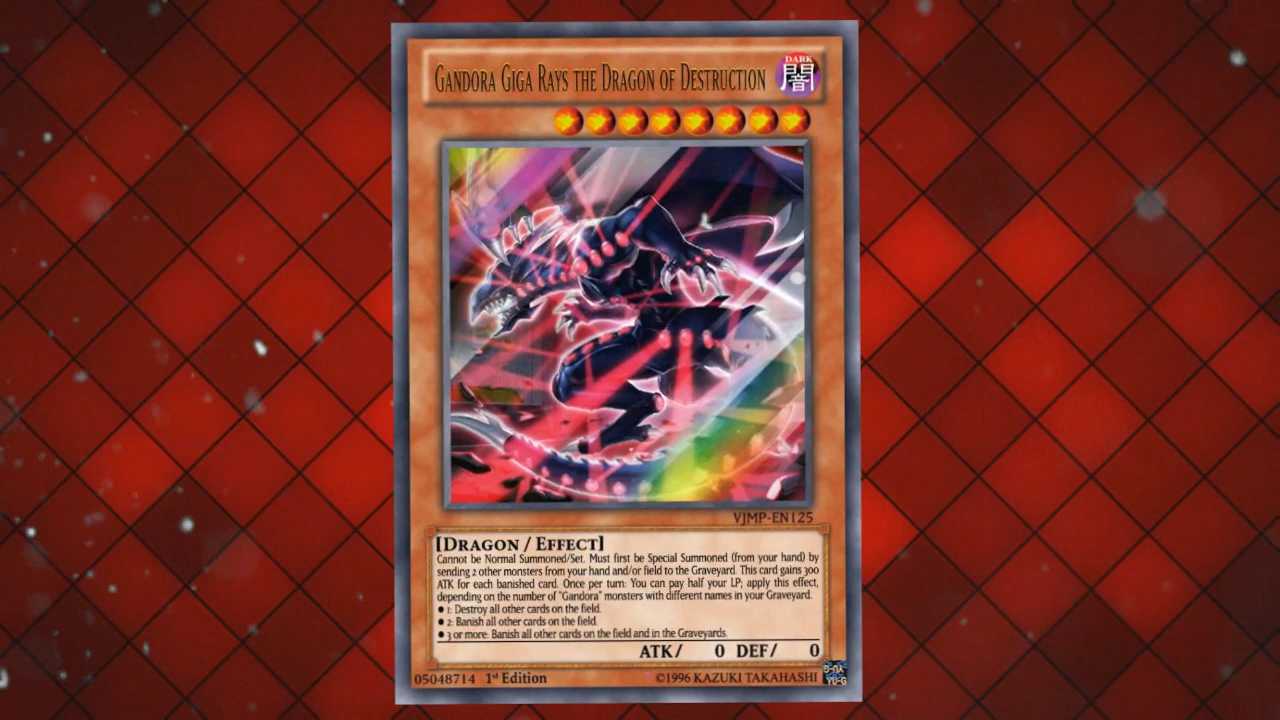 GANDORA GIGA RAYS THE DRAGON OF DESTRUCTION
DARK
闇
VJMP-EN125
[DRAGON / EFFECT]
Cannot be Normal Summoned/Set. Must first be Special Summoned (from your hand) by
sending 2 other monsters from your hand and/or field to the Graveyard. This card gains 300
ATK for each banished card. Once per turn: You can pay half your LP; apply this effect,
depending on the number of "Gandora" monsters with different names in your Graveyard.
● 1: Destroy all other cards on the field.
● 2: Banish all other cards on the field.
● 3 or more: Banish all other cards on the field and in the Graveyards.
ATK/ 0 DEF/ 0
05048714 1st Edition ©1996 KAZUKI TAKAHASHI